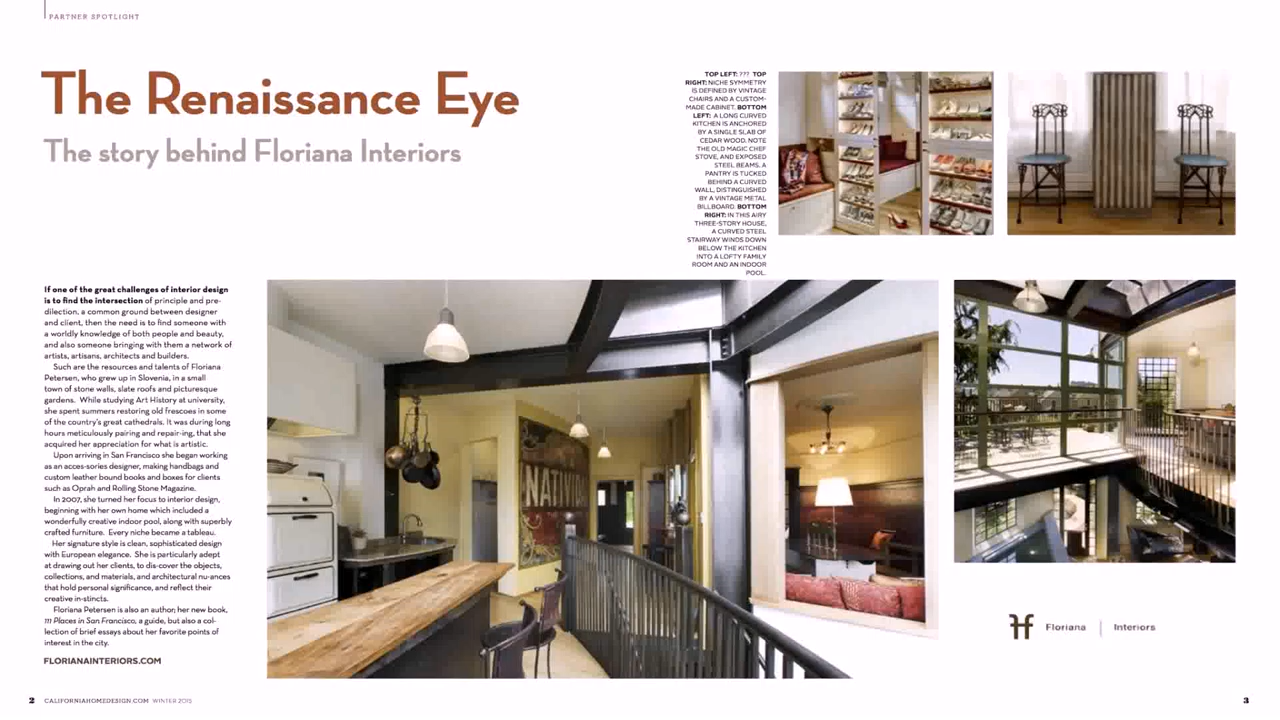 PARTNER SPOTLIGHT
The Renaissance Eye
The story behind Floriana Interiors
TOP LEFT: ??? TOP
RIGHT: NICHE SYMMETRY
IS DEFINED BY VINTAGE
CHAIRS AND A CUSTOM-
MADE CABINET. BOTTOM
LEFT: A LONG CURVED
KITCHEN IS ANCHORED
BY A SINGLE SLAB OF
CEDAR WOOD. NOTE
THE OLD MAGIC CHEF
STOVE, AND EXPOSED
STEEL BEAMS. A
PANTRY IS TUCKED
BEHIND A CURVED
WALL, DISTINGUISHED
BY A VINTAGE METAL
BILLBOARD. BOTTOM
RIGHT: IN THIS AIRY
THREE-STORY HOUSE,
A CURVED STEEL
STAIRWAY WINDS DOWN
BELOW THE KITCHEN
INTO A LOFTY FAMILY
ROOM AND AN INDOOR
POOL.
If one of the great challenges of interior design
is to find the intersection of principle and pre-
dilection, a common ground between designer
and client, then the need is to find someone with
a worldly knowledge of both people and beauty,
and also someone bringing with them a network of
artists, artisans, architects and builders.
Such are the resources and talents of Floriana
Petersen, who grew up in Slovenia, in a small
town of stone walls, slate roofs and picturesque
gardens. While studying Art History at university,
she spent summers restoring old frescoes in some
of the country's great cathedrals. It was during long
hours meticulously pairing and repair-ing, that she
acquired her appreciation for what is artistic.
Upon arriving in San Francisco she began working
as an acces-sories designer, making handbags and
custom leather bound books and boxes for clients
such as Oprah and Rolling Stone Magazine.
In 2007, she turned her focus to interior design,
beginning with her own home which included a
wonderfully creative indoor pool, along with superbly
crafted furniture. Every niche became a tableau.
Her signature style is clean, sophisticated design
with European elegance. She is particularly adept
at drawing out her clients, to dis-cover the objects,
collections, and materials, and architectural nu-ances
that hold personal significance, and reflect their
creative in-stincts.
Floriana Petersen is also an author; her new book,
111 Places in San Francisco, a guide, but also a col-
lection of brief essays about her favorite points of
interest in the city.
FLORIANAINTERIORS.COM
NATIO
Floriana | Interiors
2 CALIFORNIAHOMEDESIGN.COM WINTER 2015
3